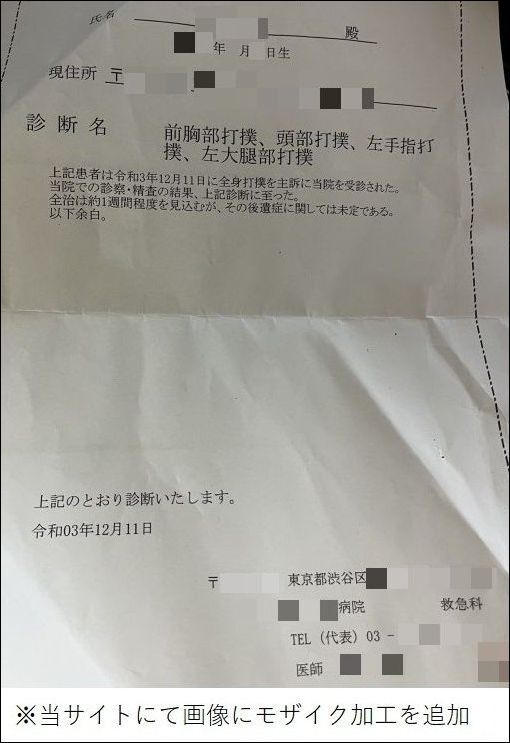 氏名 殿
年 月 日生
現住所 〒
診断名 前胸部打撲、頭部打撲、左手指打
撲、左大腿部打撲
上記患者は令和3年12月11日に全身打撲を主訴に当院を受診された。
当院での診察・精査の結果、上記診断に至った。
全治は約1週間程度を見込むが、その後遺症に関しては未定である。
以下余白。
上記のとおり診断いたします。
令和03年12月11日
〒 東京都渋谷区
病院 救急科
TEL（代表）03 -
医師
※当サイトにて画像にモザイク加工を追加